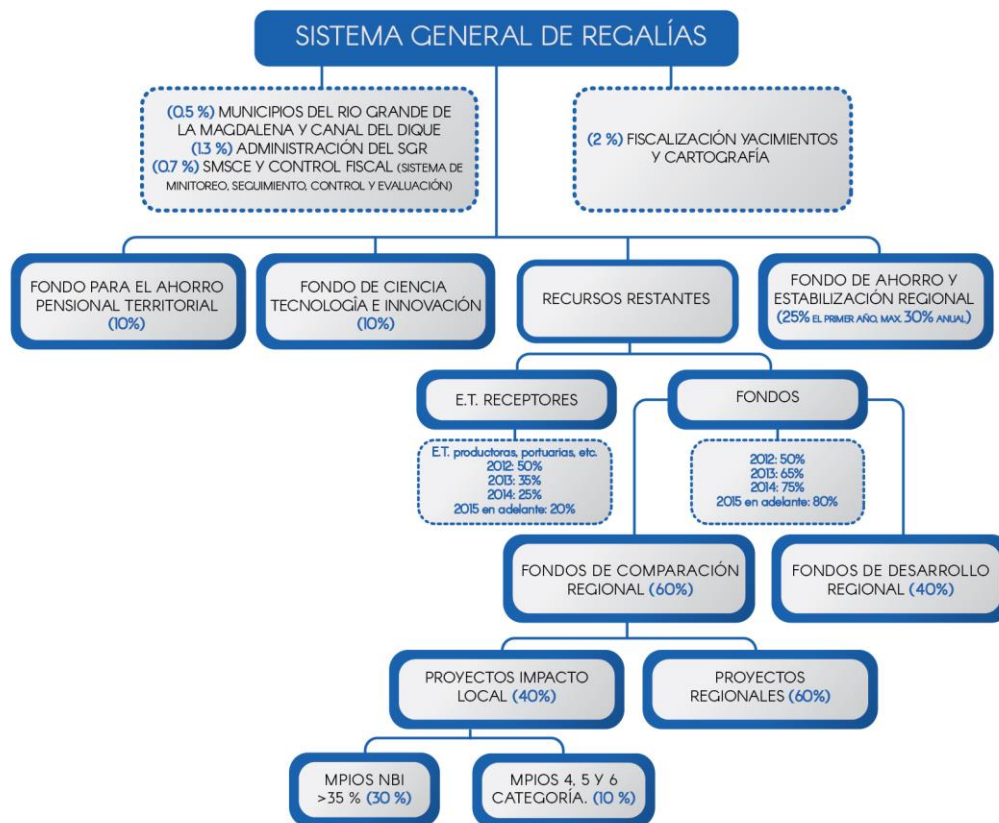 SISTEMA GENERAL DE REGALÍAS
(0.5 %) MUNICIPIOS DEL RIO GRANDE DE
LA MAGDALENA Y CANAL DEL DIQUE
(1.3 %) ADMINISTRACIÓN DEL SGR
(0.7 %) SMSCE Y CONTROL FISCAL (SISTEMA DE
MINITOREO, SEGUIMIENTO, CONTROL Y EVALUACIÓN)
(2 %) FISCALIZACIÓN YACIMIENTOS
Y CARTOGRAFÍA
FONDO PARA EL AHORRO
PENSIONAL TERRITORIAL
(10%)
FONDO DE CIENCIA
TECNOLOGÎA E INNOVACIÓN
(10%)
RECURSOS RESTANTES
FONDO DE AHORRO Y
ESTABILIZACIÓN REGIONAL
(25% EL PRIMER AÑO, MAX. 30% ANUAL)
E.T. RECEPTORES
FONDOS
E.T. productoras, portuarias, etc.
2012: 50%
2013: 35%
2014: 25%
2015 en adelante: 20%
2012: 50%
2013: 65%
2014: 75%
2015 en adelante: 80%
FONDOS DE COMPARACIÓN
REGIONAL (60%)
FONDOS DE DESARROLLO
REGIONAL (40%)
PROYECTOS IMPACTO
LOCAL (40%)
PROYECTOS
REGIONALES (60%)
MPIOS NBI
>35 % (30 %)
MPIOS 4, 5 Y 6
CATEGORÍA. (10 %)